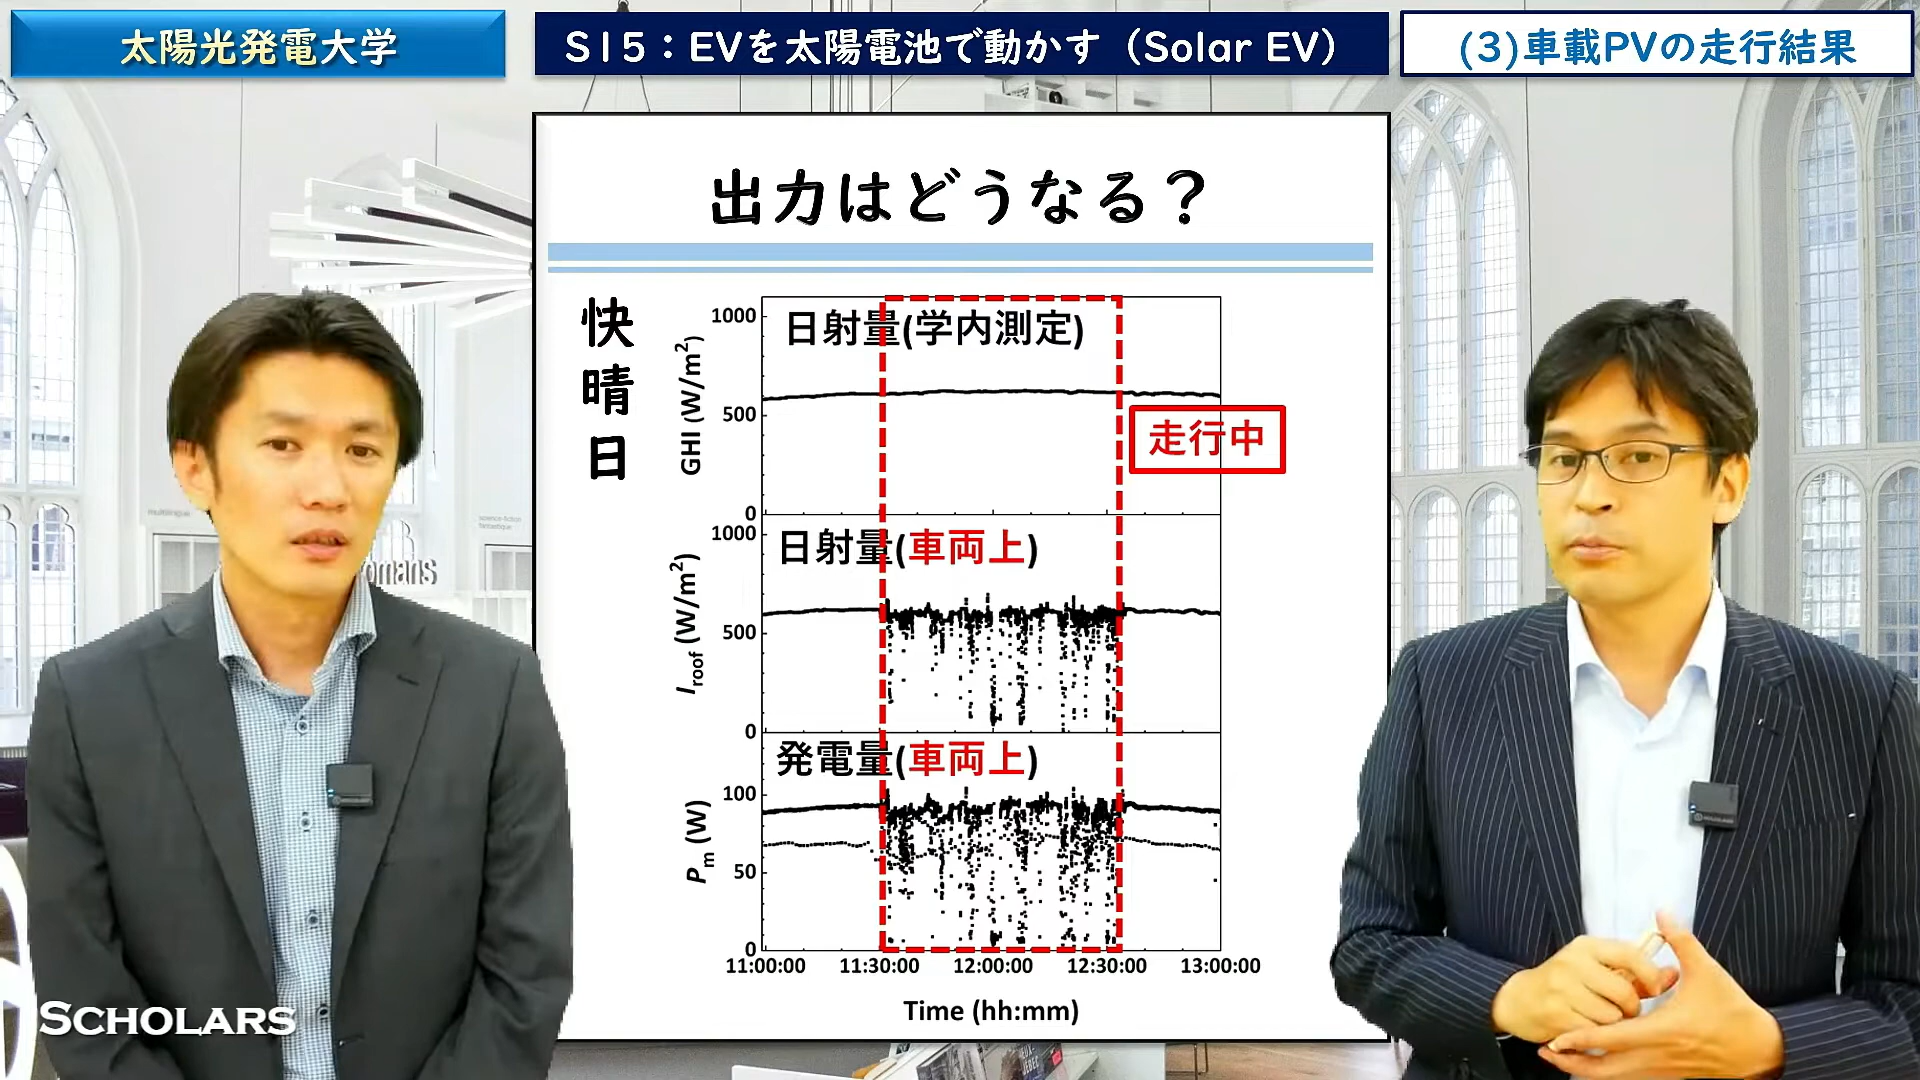 太陽光発電大学
S15：EVを太陽電池で動かす（Solar EV）
(3)車載PVの走行結果
出力はどうなる？
快晴日
日射量(学内測定)
GHI (W/m2)
1000
500
0
走行中
日射量(車両上)
Iroof (W/m2)
1000
500
0
発電量(車両上)
Pm (W)
100
50
0
11:00:00 11:30:00 12:00:00 12:30:00 13:00:00
Time (hh:mm)
multilingue
science-fiction
fantastique
omans
SCHOLARS